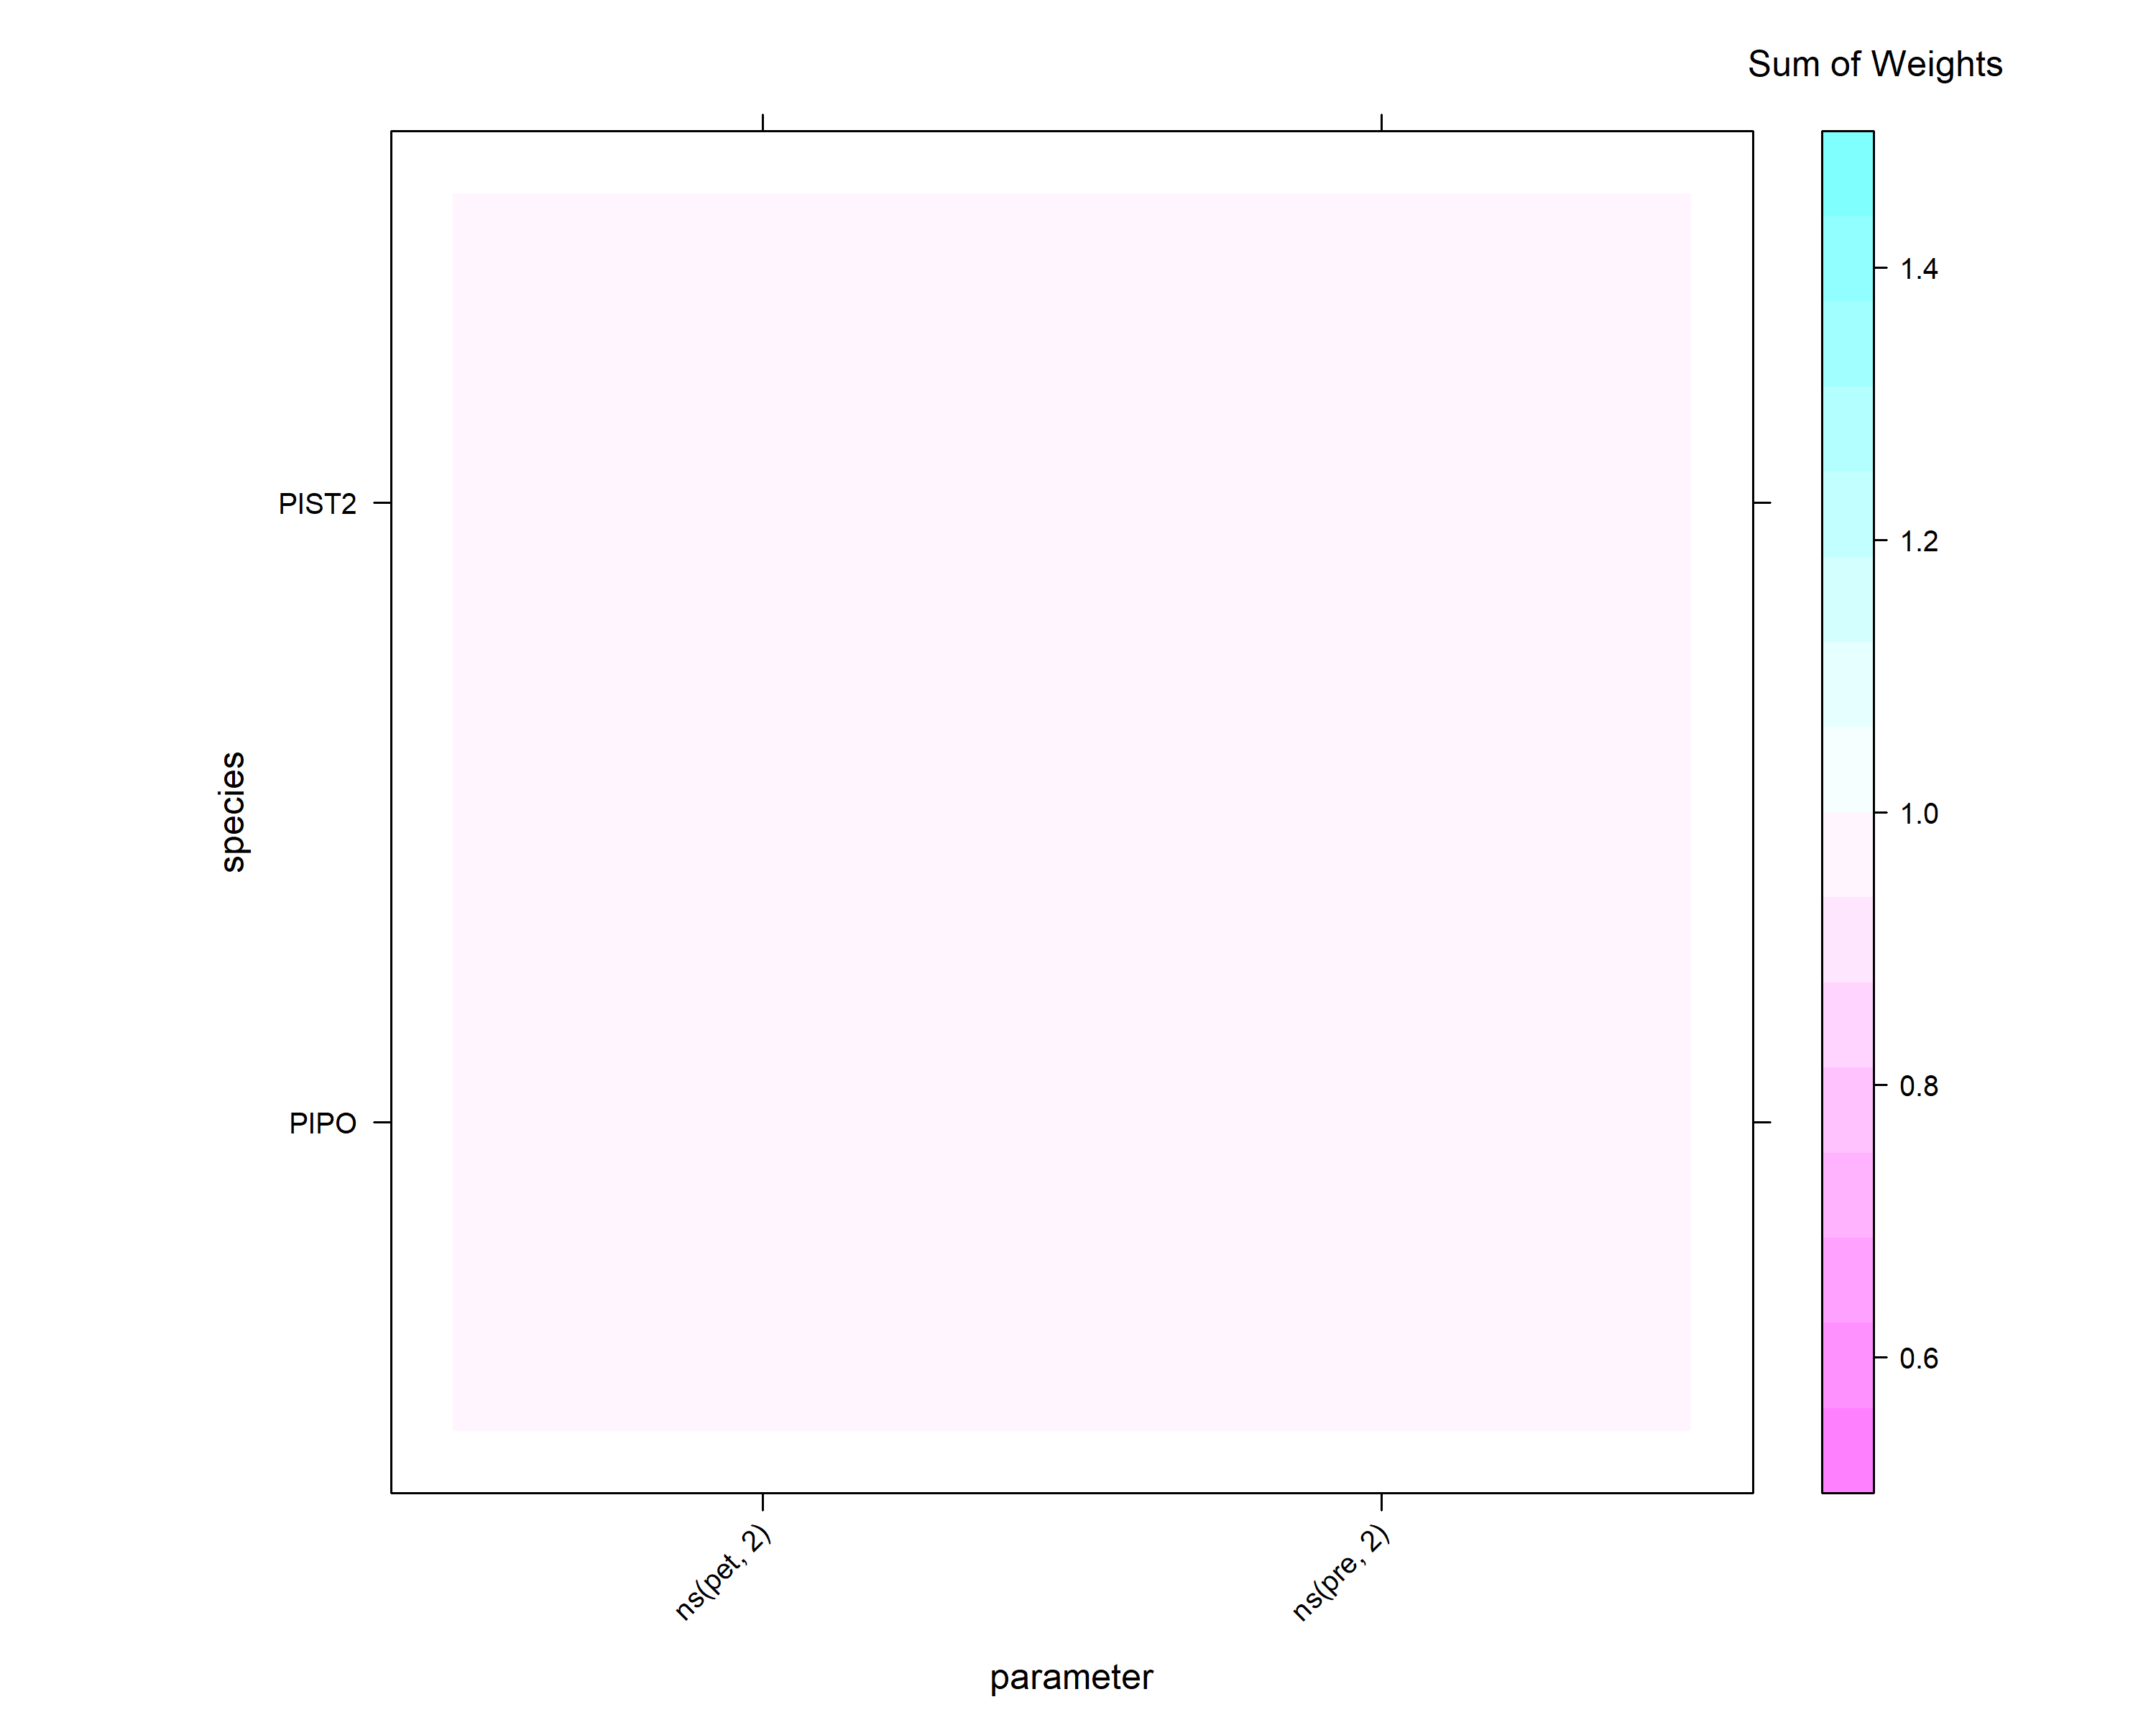 Sum of Weights
1.4
PIST2
1.2
species
1.0
0.8
PIPO
0.6
ns(pet, 2)
ns(pre, 2)
parameter